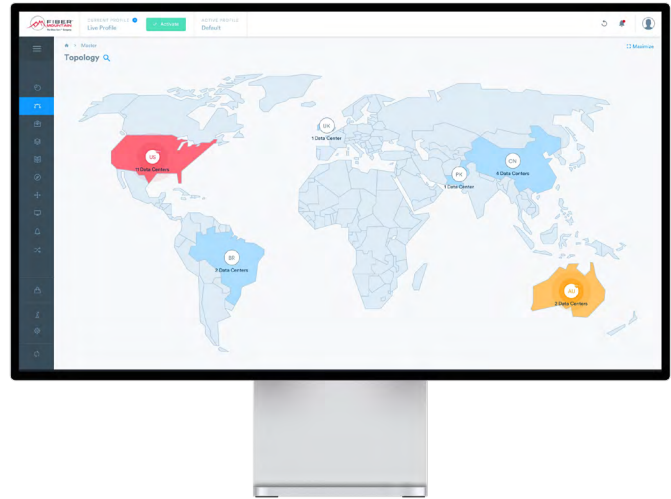 FIBER
MOUNTAIN
CURRENT PROFILE
Live Profile
✓ Activate
ACTIVE PROFILE
Default
Master
Maximize
Topology
UK
1 Data Center
US
11 Data Centers
CN
4 Data Centers
PK
1 Data Center
BR
3 Data Centers
AU
2 Data Centers